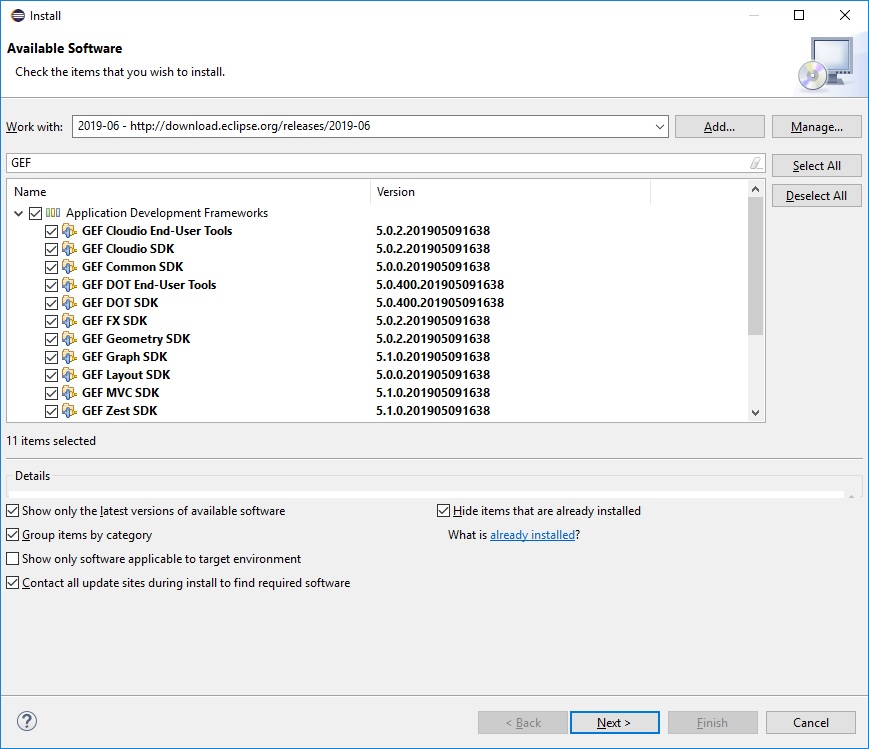 Install
Available Software
Check the items that you wish to install.
Work with: 2019-06 - http://download.eclipse.org/releases/2019-06 Add... Manage...
GEF Select All
Deselect All
Name Version
Application Development Frameworks
GEF Cloudio End-User Tools 5.0.2.201905091638
GEF Cloudio SDK 5.0.2.201905091638
GEF Common SDK 5.0.0.201905091638
GEF DOT End-User Tools 5.0.400.201905091638
GEF DOT SDK 5.0.400.201905091638
GEF FX SDK 5.0.2.201905091638
GEF Geometry SDK 5.0.2.201905091638
GEF Graph SDK 5.1.0.201905091638
GEF Layout SDK 5.0.0.201905091638
GEF MVC SDK 5.1.0.201905091638
GEF Zest SDK 5.1.0.201905091638
11 items selected
Details
Show only the latest versions of available software Hide items that are already installed
Group items by category What is already installed?
Show only software applicable to target environment
Contact all update sites during install to find required software
? < Back Next > Finish Cancel